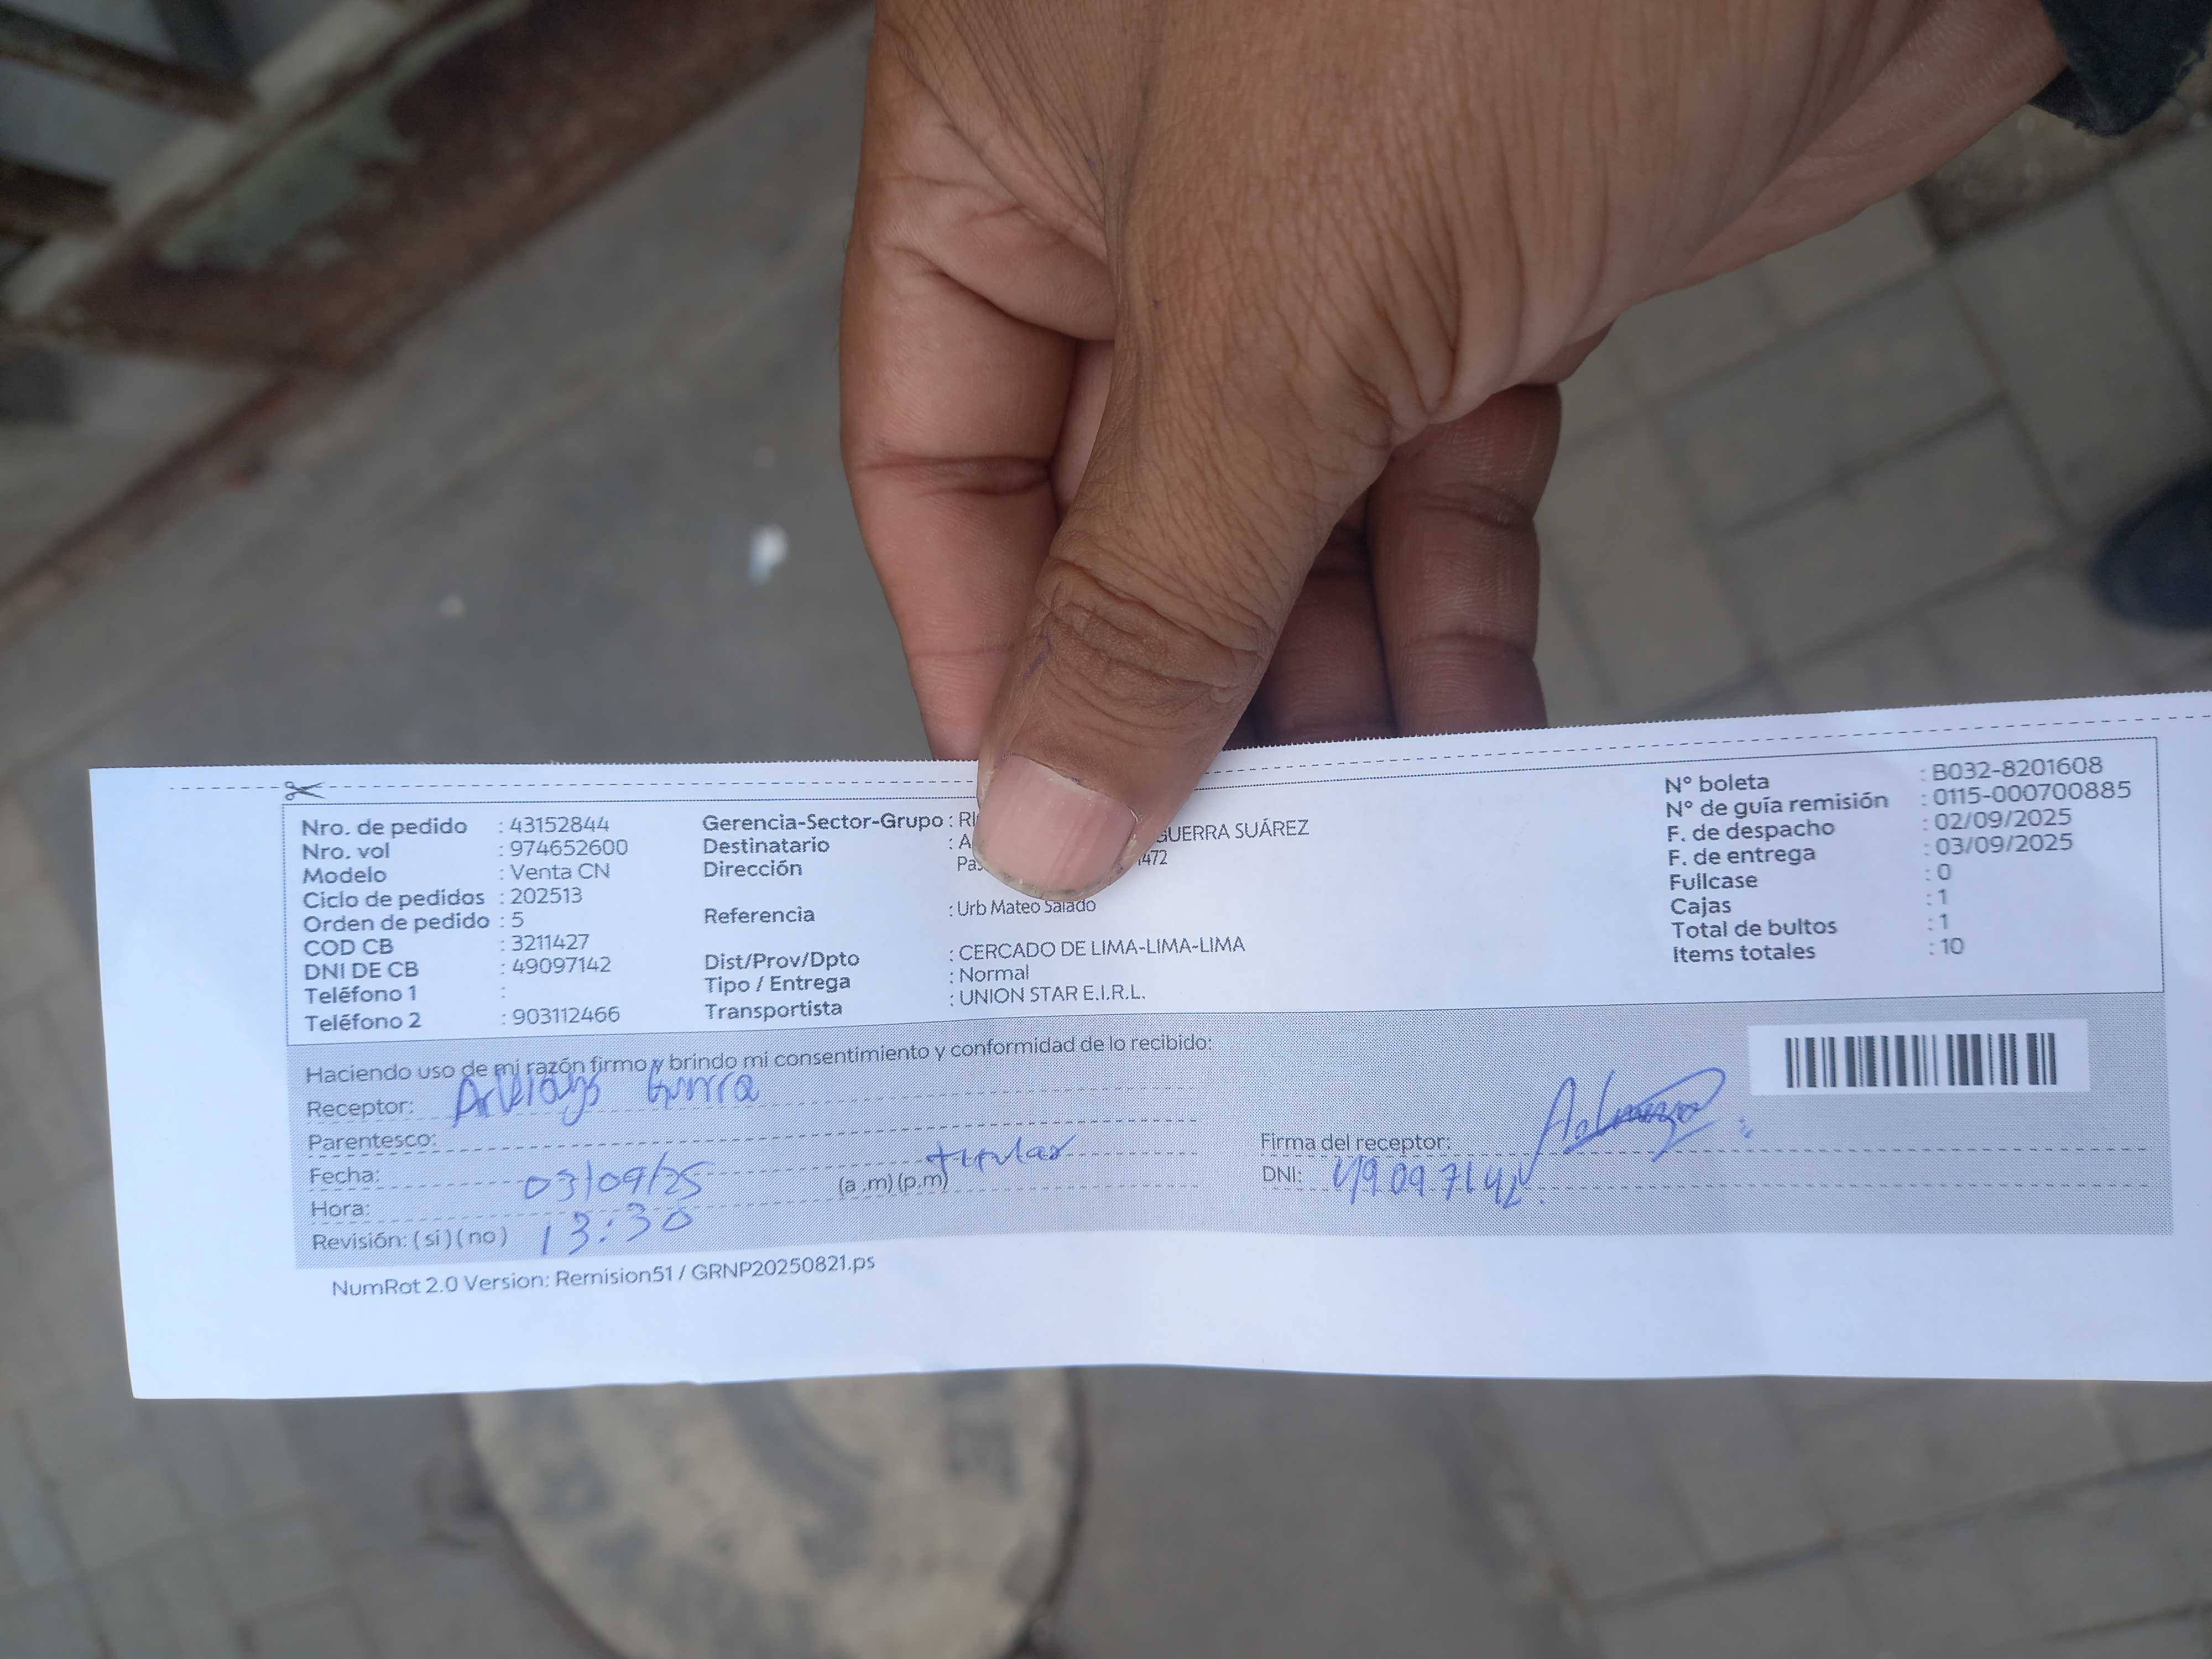 Nro. de pedido : 43152844
Nro. vol : 974652600
Modelo : Venta CN
Ciclo de pedidos : 202513
Orden de pedido : 5
COD CB : 3211427
DNI DE CB : 49097142
Teléfono 1 :
Teléfono 2 : 903112466
Gerencia-Sector-Grupo :
Destinatario : GUERRA SUÁREZ
Dirección 1472
Referencia : Urb Mateo Salado
Dist/Prov/Dpto : CERCADO DE LIMA-LIMA-LIMA
Tipo / Entrega : Normal
Transportista : UNION STAR E.I.R.L.
N° boleta : B032-8201608
N° de guía remisión : 0115-000700885
F. de despacho : 02/09/2025
F. de entrega : 03/09/2025
Fullcase : 0
Cajas : 1
Total de bultos : 1
Items totales : 10
Haciendo uso de mi razón firmo y brindo mi consentimiento y conformidad de lo recibido:
Receptor: Guerra
Parentesco: titular
Fecha: 03/09/25 (a .m) (p.m)
Hora: 13:30
Revisión: ( si ) ( no )
Firma del receptor:
DNI: 49097142
NumRot 2.0 Version: Remision51 / GRNP20250821.ps